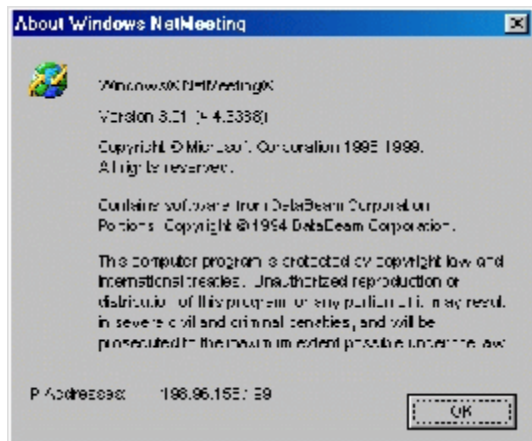 About Windows NetMeeting
Windows® NetMeeting®
Version 3.01
Copyright © Microsoft Corporation 1996-1999.
All rights reserved.
Contains software from DataBeam Corporation
Portions Copyright © 1994 DataBeam Corporation.
This computer program is protected by copyright law and
international treaties. Unauthorized reproduction or
distribution of this program or any portion of it may result
in severe civil and criminal penalties, and will be
prosecuted to the maximum extent possible under the law
IP Addresses:
OK